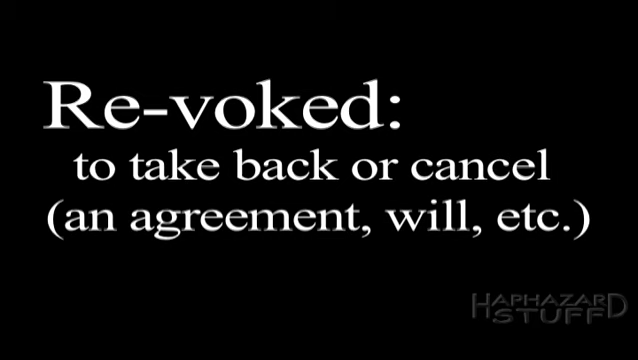 Re-voked:
to take back or cancel
(an agreement, will, etc.)
HAPHAZARD
STUFF